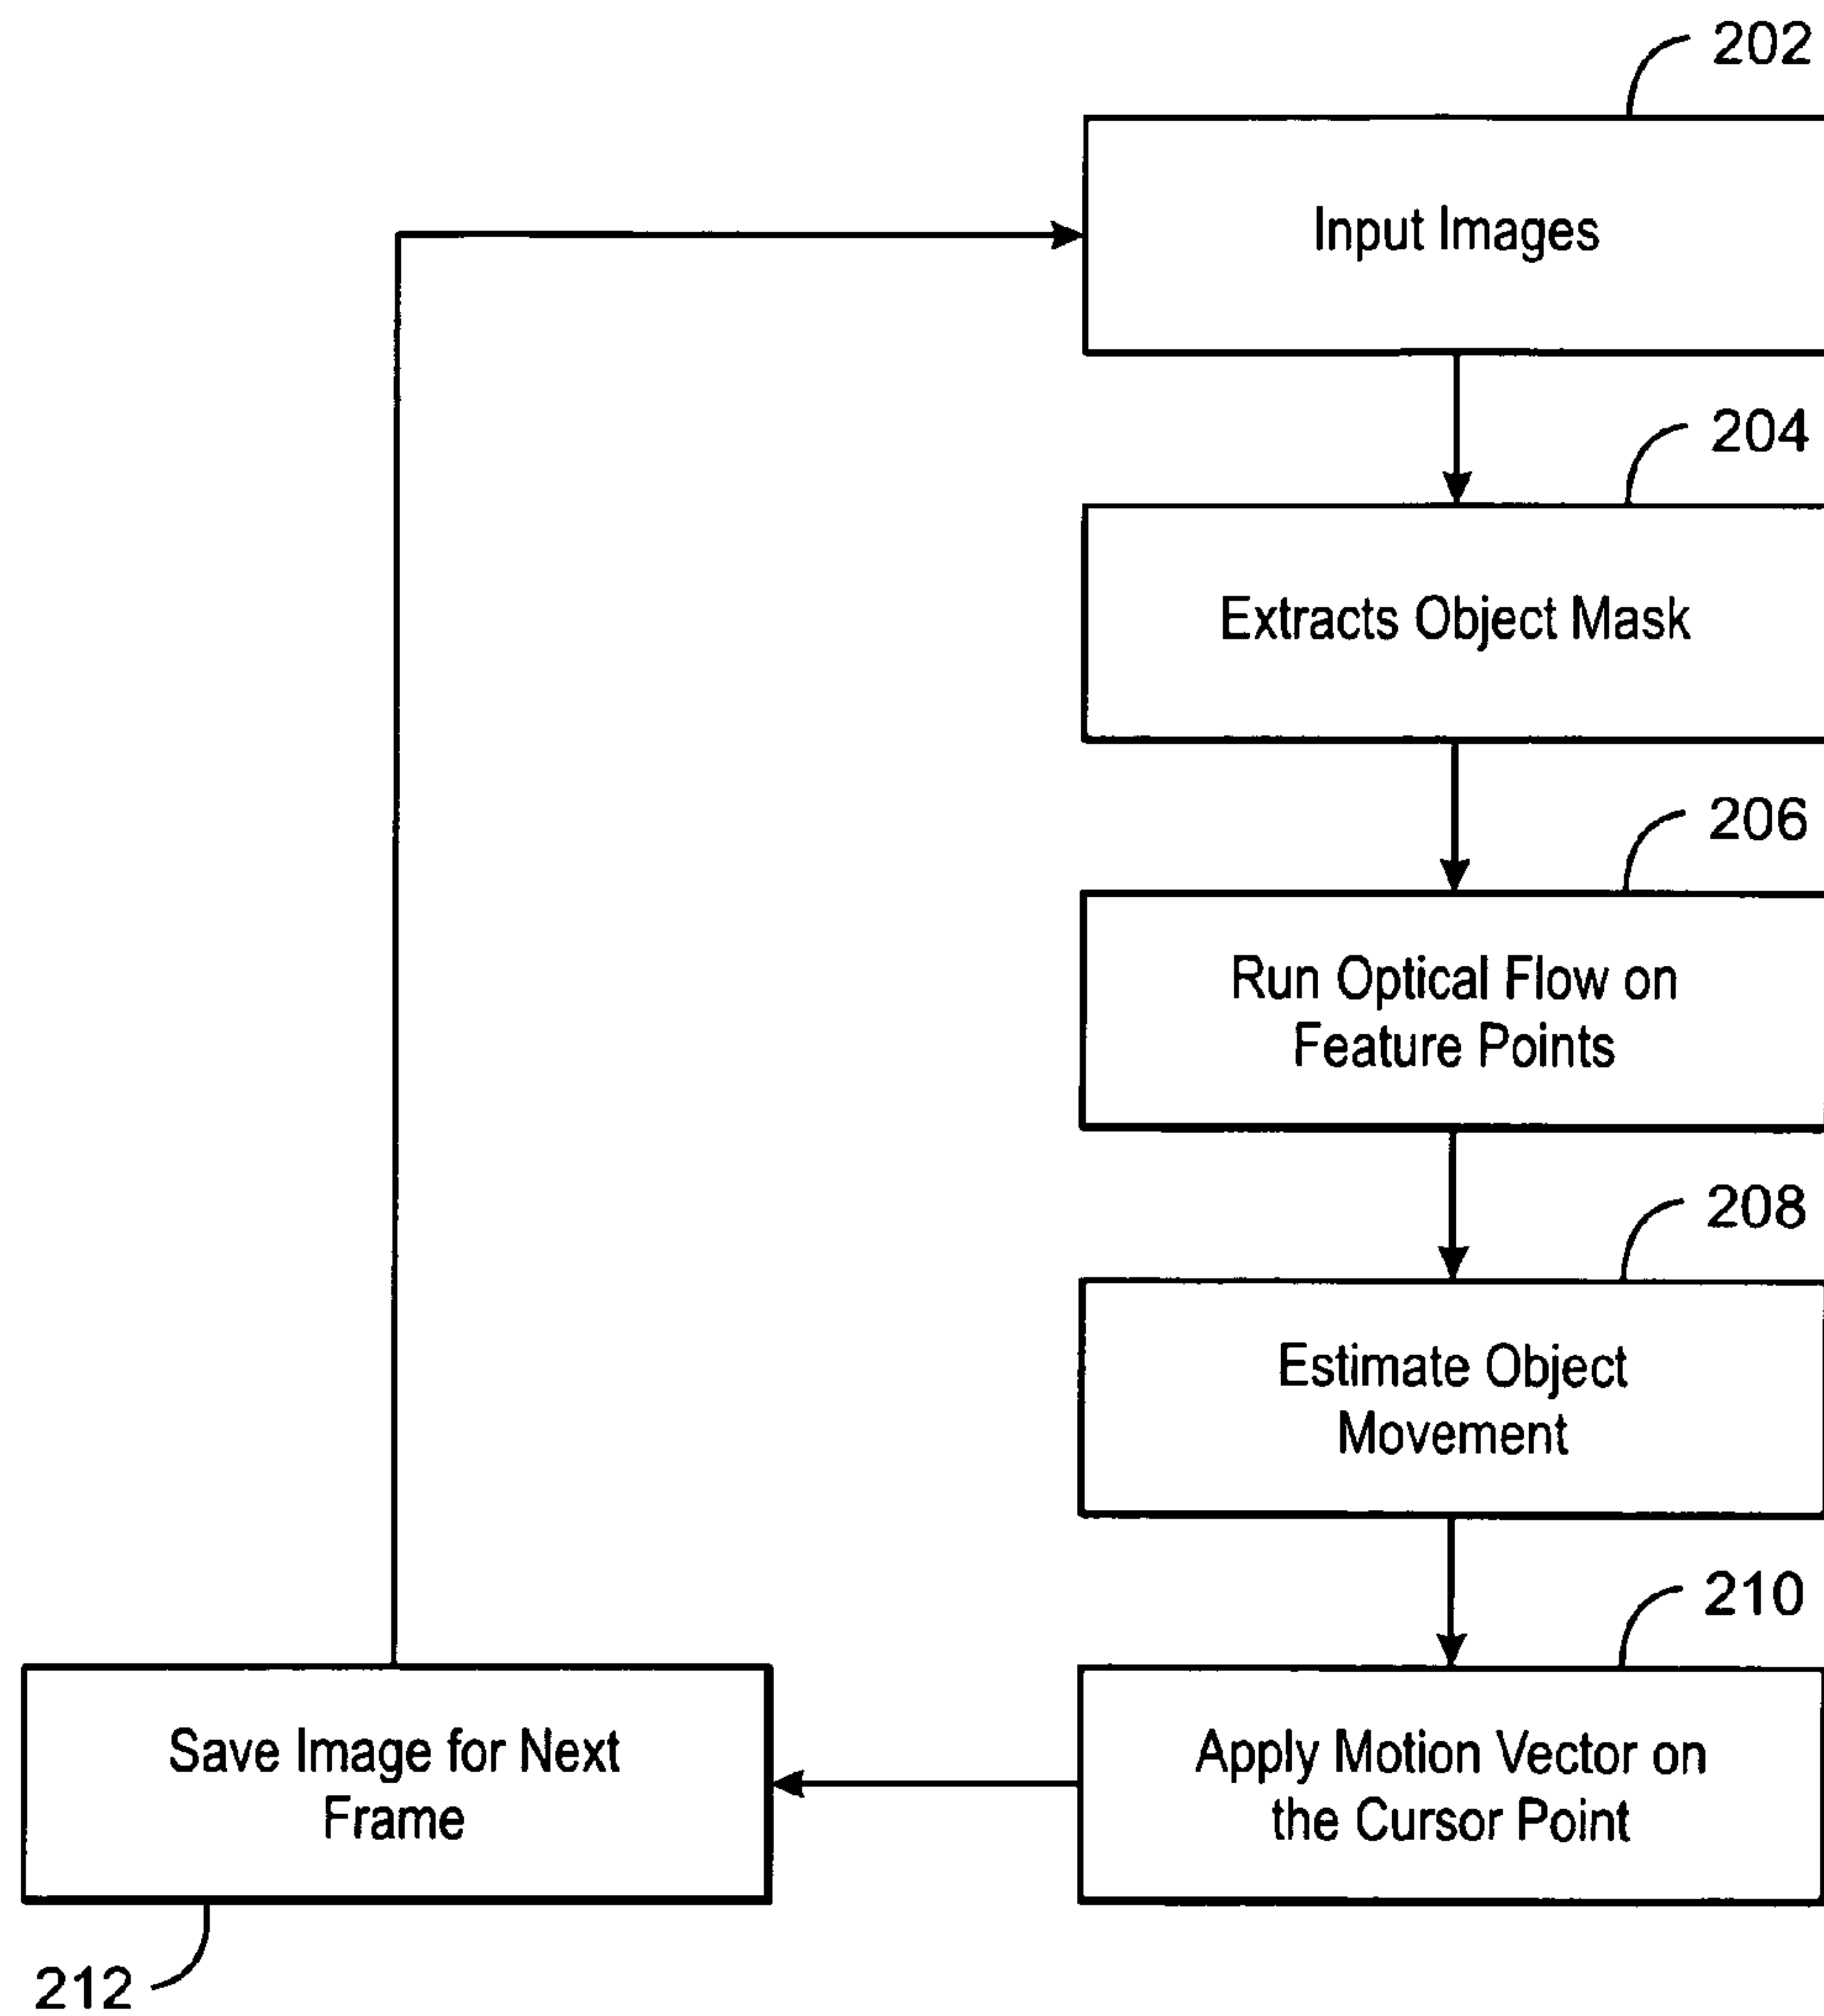 202
Input Images
204
Extracts Object Mask
206
Run Optical Flow on
Feature Points
208
Estimate Object
Movement
210
Apply Motion Vector on
the Cursor Point
Save Image for Next
Frame
212